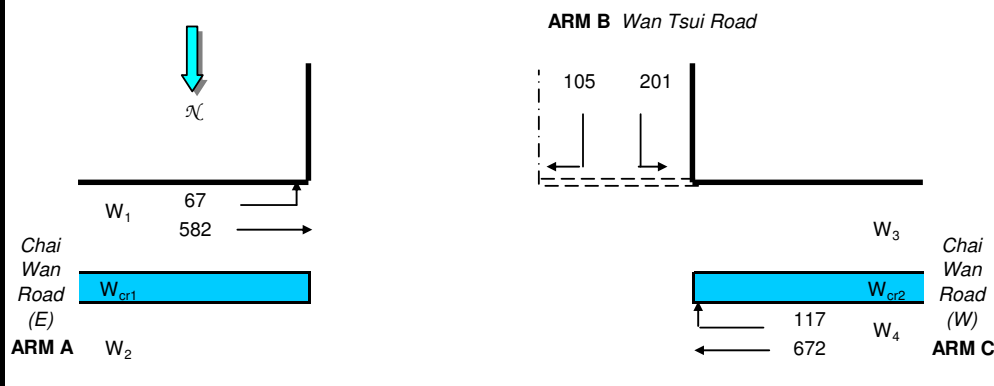 ARM B Wan Tsui Road
105 201
N
67
W1
582
W3
Chai
Wan
Road
(E)
ARM A
Wcr1
W2
Wcr2
117
672
W4
Chai
Wan
Road
(W)
ARM C